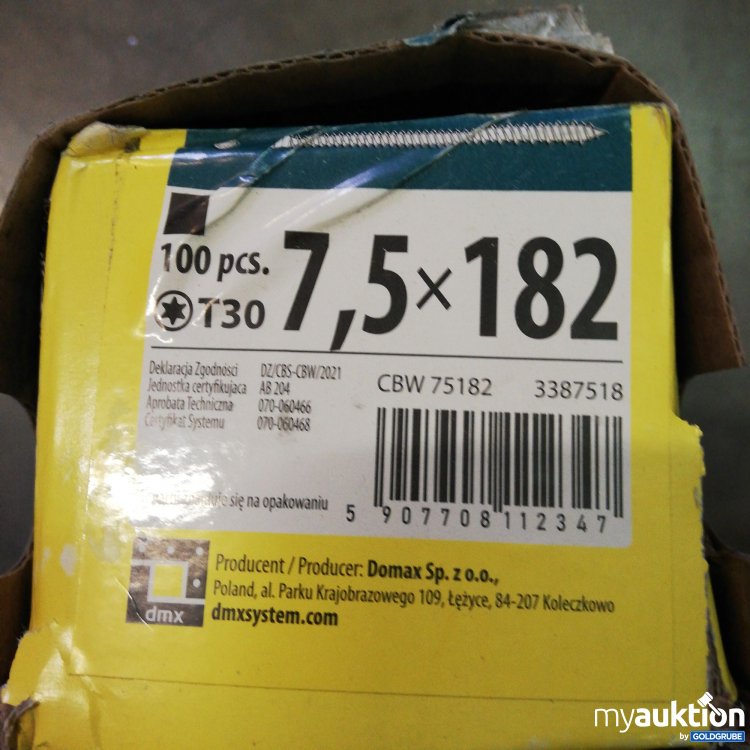 100 pcs.
T30
7,5×182
Deklaracja Zgodności DZ/CBS-CBW/2021
Jednostka certyfikująca AB 204
Aprobata Techniczna 070-060466
Certyfikat Systemu 070-060468
CBW 75182 3387518
się na opakowaniu
5 907708 112347
Producent / Producer: Domax Sp. z o.o.,
Poland, al. Parku Krajobrazowego 109, Łężyce, 84-207 Koleczkowo
dmx
dmxsystem.com
myauktion
by GOLDGRUBE